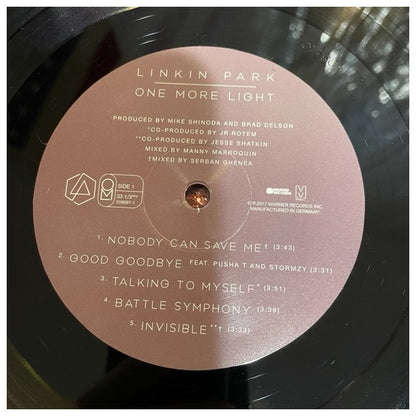 LINKIN PARK
ONE MORE LIGHT
PRODUCED BY MIKE SHINODA AND BRAD DELSON
*CO-PRODUCED BY JR ROTEM
**CO-PRODUCED BY JESSE SHATKIN
MIXED BY MANNY MARROQUIN
†MIXED BY SERBAN GHENEA
SIDE 1
33 1/3
℗©2017 WARNER RECORDS INC.
MANUFACTURED IN GERMANY.
1. NOBODY CAN SAVE ME† (3:43)
2. GOOD GOODBYE FEAT. PUSHA T AND STORMZY (3:31)
3. TALKING TO MYSELF* (3:51)
4. BATTLE SYMPHONY (3:36)
5. INVISIBLE**† (3:33)